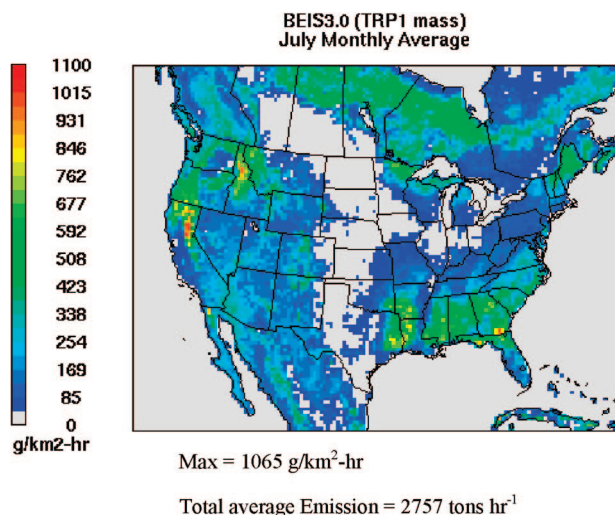 BEIS3.0 (TRP1 mass)
July Monthly Average
1100
1015
931
846
762
677
592
508
423
338
254
169
85
0
g/km2-hr
Max = 1065 g/km²-hr
Total average Emission = 2757 tons hr⁻¹